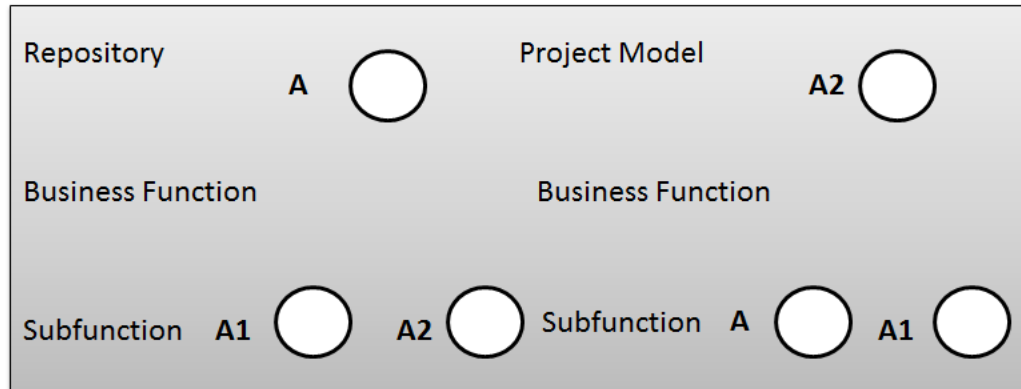 Repository
A
Project Model
A2
Business Function
Business Function
Subfunction
A1
A2
Subfunction
A
A1